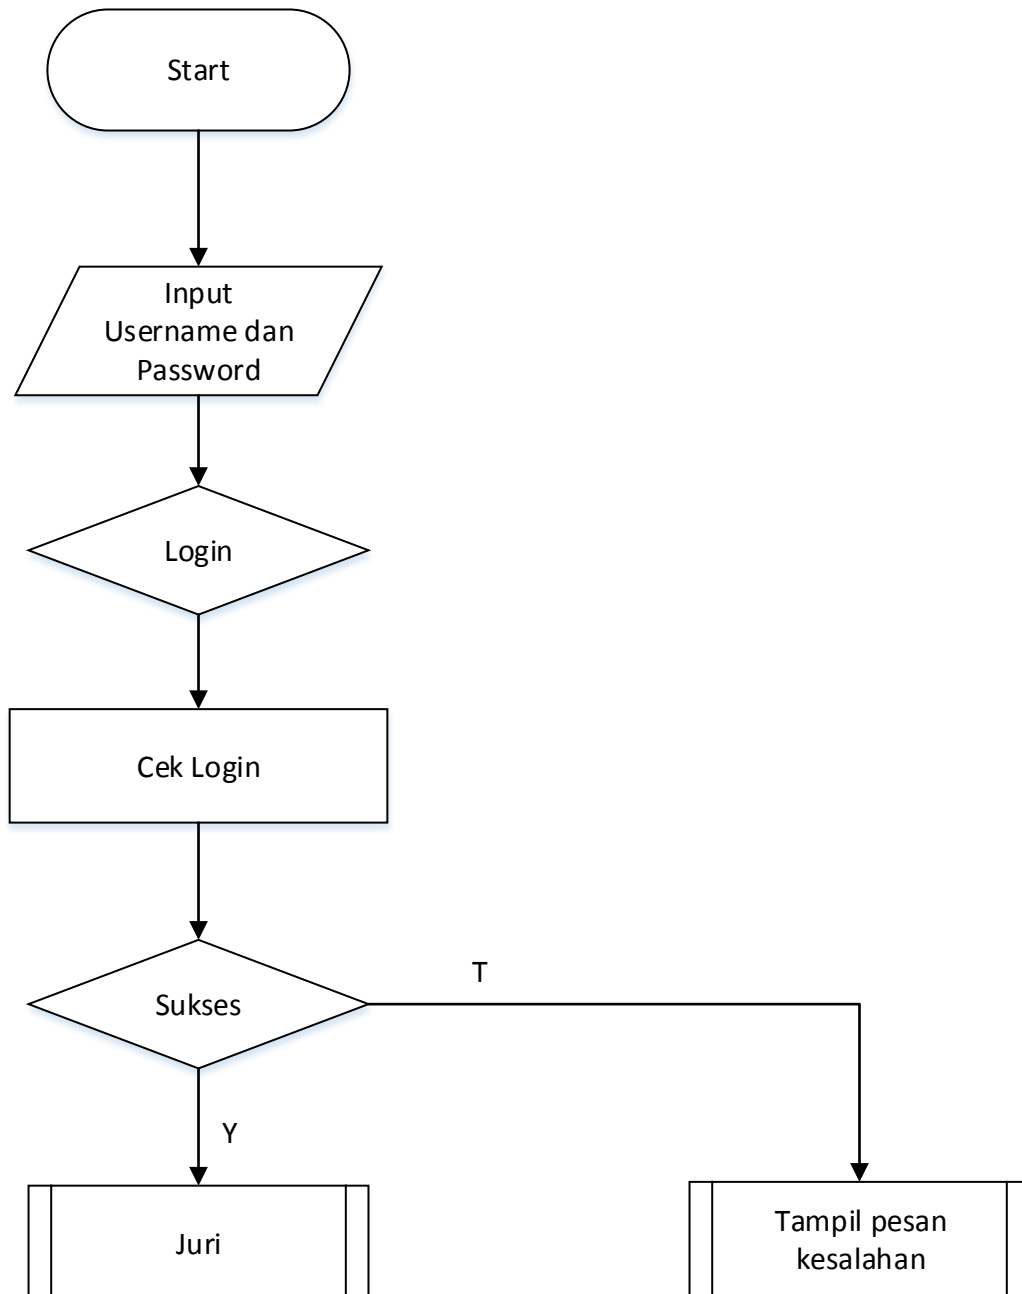 Start
Input
Username dan
Password
Login
Cek Login
Sukses
T
Y
Juri
Tampil pesan
kesalahan